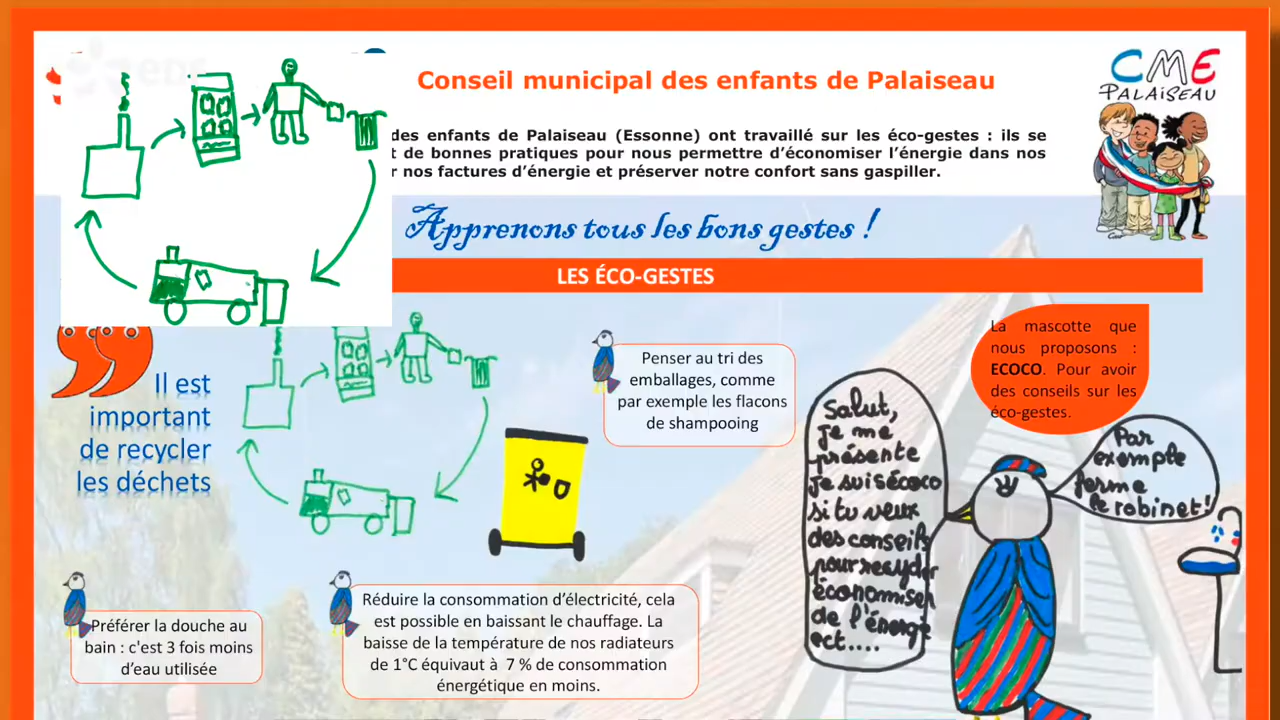 Conseil municipal des enfants de Palaiseau
CME
PALAISEAU
des enfants de Palaiseau (Essonne) ont travaillé sur les éco-gestes : ils se
t de bonnes pratiques pour nous permettre d'économiser l'énergie dans nos
r nos factures d'énergie et préserver notre confort sans gaspiller.
Apprenons tous les bons gestes !
LES ÉCO-GESTES
Il est
important
de recycler
les déchets
Penser au tri des
emballages, comme
par exemple les flacons
de shampooing
La mascotte que
nous proposons :
ECOCO. Pour avoir
des conseils sur les
éco-gestes.
Salut,
je me
présente
Je suis écoco
si tu veux
des conseils
pour recycler
économiser
de l'énergie
ect....
Par
exemple
ferme
le robinet!
Préférer la douche au
bain : c'est 3 fois moins
d'eau utilisée
Réduire la consommation d'électricité, cela
est possible en baissant le chauffage. La
baisse de la température de nos radiateurs
de 1°C équivaut à 7 % de consommation
énergétique en moins.